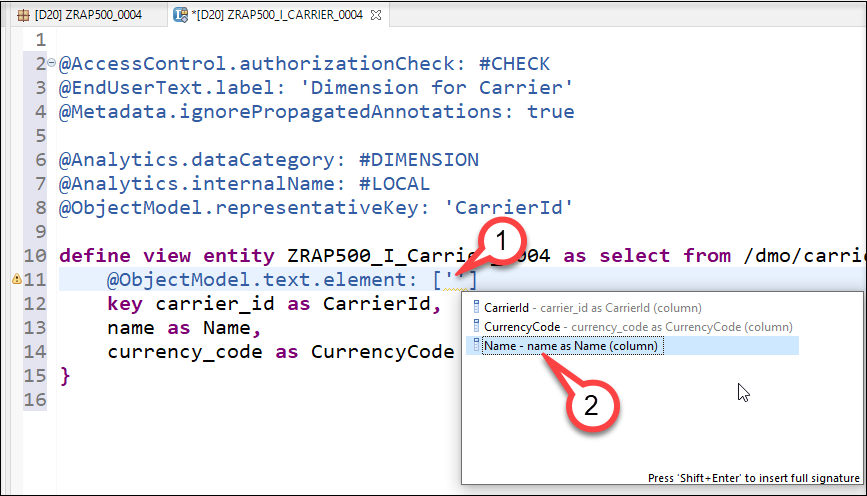 [D20] ZRAP500_0004
*[D20] ZRAP500_I_CARRIER_0004
1
2 @AccessControl.authorizationCheck: #CHECK
3 @EndUserText.label: 'Dimension for Carrier'
4 @Metadata.ignorePropagatedAnnotations: true
5
6 @Analytics.dataCategory: #DIMENSION
7 @Analytics.internalName: #LOCAL
8 @ObjectModel.representativeKey: 'CarrierId'
9
10 define view entity ZRAP500_I_Carrie 004 as select from /dmo/carri
11 @ObjectModel.text.element: ['']
12 key carrier_id as CarrierId,
13 name as Name,
14 currency_code as CurrencyCode
15 }
16
1
CarrierId - carrier_id as CarrierId (column)
CurrencyCode - currency_code as CurrencyCode (column)
Name - name as Name (column)
2
Press 'Shift+Enter' to insert full signature